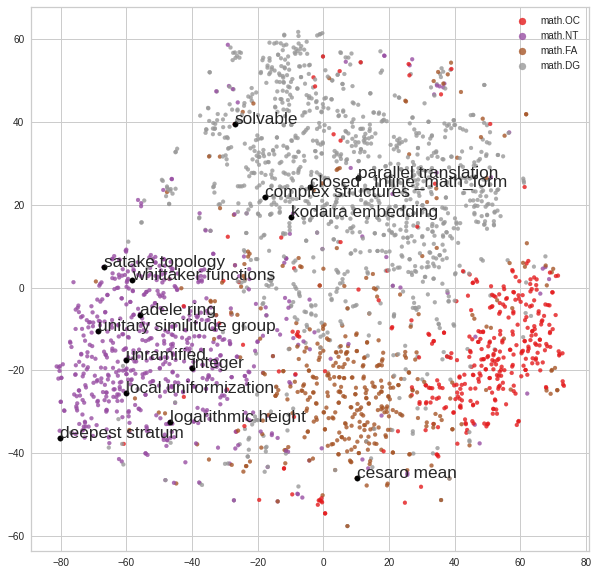 math.OC
math.NT
math.FA
math.DG
solvable
parallel translation
closed _inline_math_form
complex structures
kodaira embedding
satake topology
whittaker functions
adele ring
unitary similitude group
unramified
integer
local uniformization
logarithmic height
deepest stratum
cesaro mean
60
40
20
0
−20
−40
−60
−80 −60 −40 −20 0 20 40 60 80